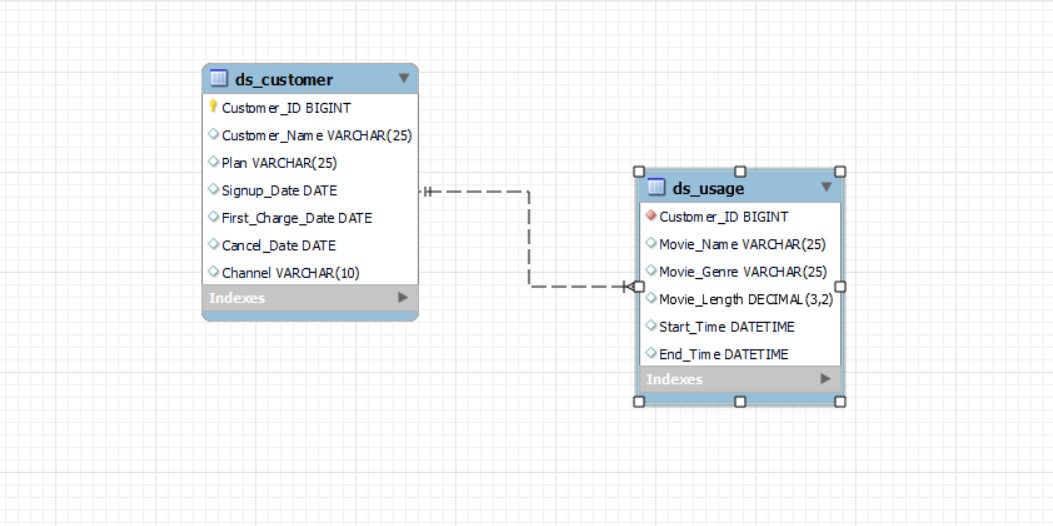 ds_customer
Customer_ID BIGINT
Customer_Name VARCHAR(25)
Plan VARCHAR(25)
Signup_Date DATE
First_Charge_Date DATE
Cancel_Date DATE
Channel VARCHAR(10)
Indexes
ds_usage
Customer_ID BIGINT
Movie_Name VARCHAR(25)
Movie_Genre VARCHAR(25)
Movie_Length DECIMAL(3,2)
Start_Time DATETIME
End_Time DATETIME
Indexes